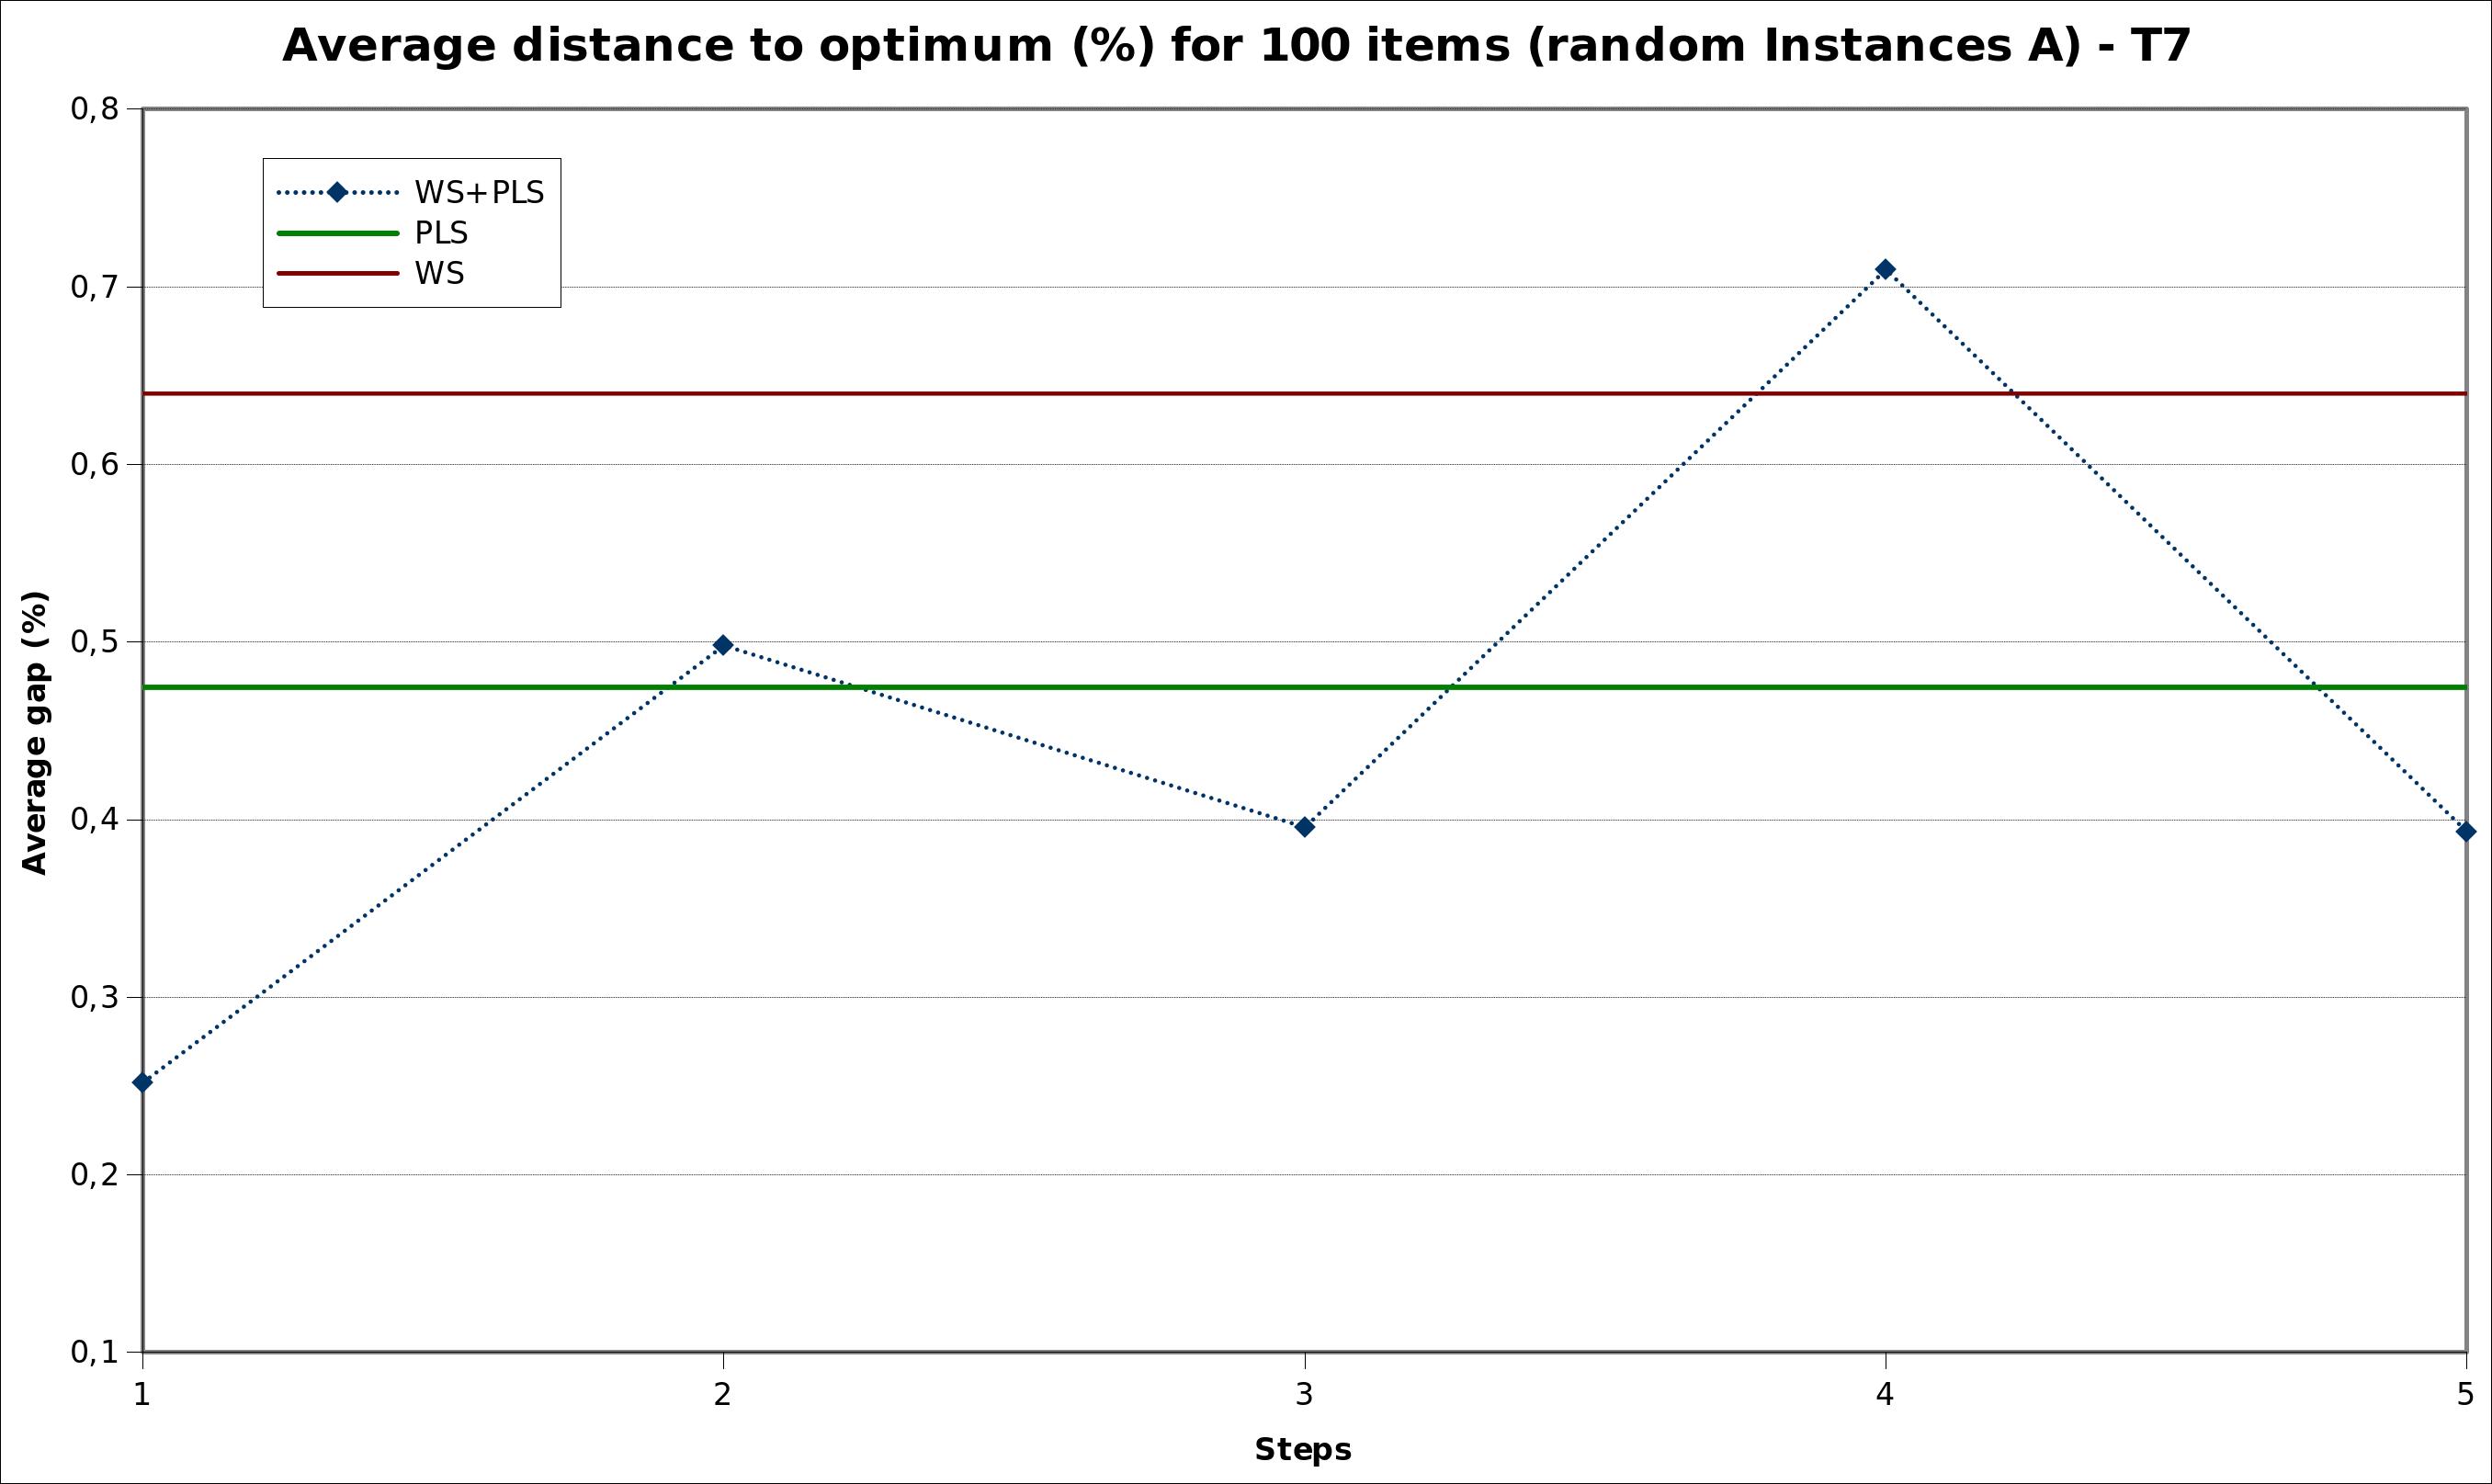 Average distance to optimum (%) for 100 items (random Instances A) - T7
0,8
WS+PLS
PLS
WS
0,7
0,6
0,5
0,4
0,3
0,2
0,1
Average gap (%)
1 2 3 4 5
Steps